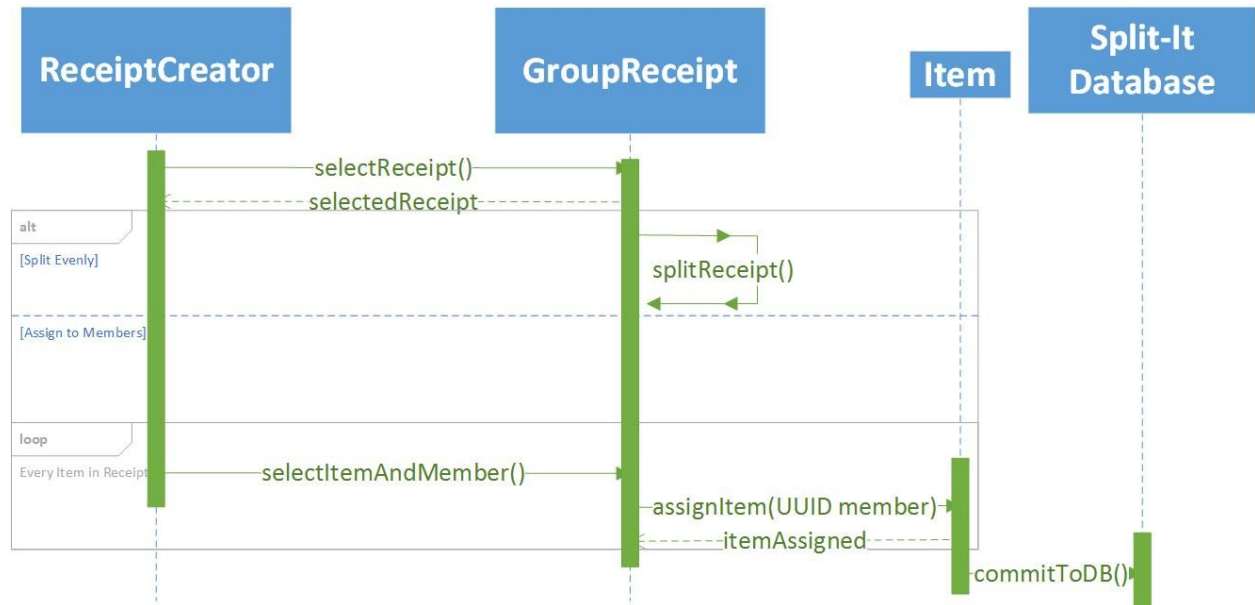 ReceiptCreator
GroupReceipt
Item
Split-It
Database
selectReceipt()
selectedReceipt
alt
[Split Evenly]
splitReceipt()
[Assign to Members]
loop
Every Item in Receipt
selectItemAndMember()
assignItem(UUID member)
itemAssigned
commitToDB()